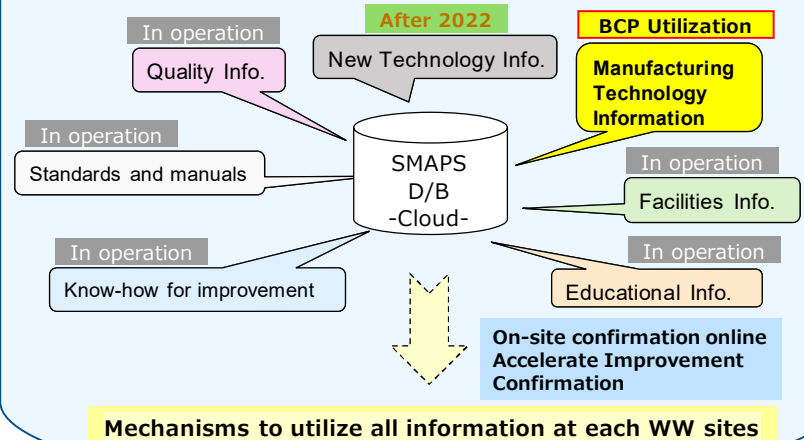 After 2022
In operation
BCP Utilization
Quality Info.
New Technology Info.
Manufacturing
Technology
Information
In operation
Standards and manuals
SMAPS
D/B
-Cloud-
In operation
Facilities Info.
In operation
Know-how for improvement
In operation
Educational Info.
On-site confirmation online
Accelerate Improvement
Confirmation
Mechanisms to utilize all information at each WW sites